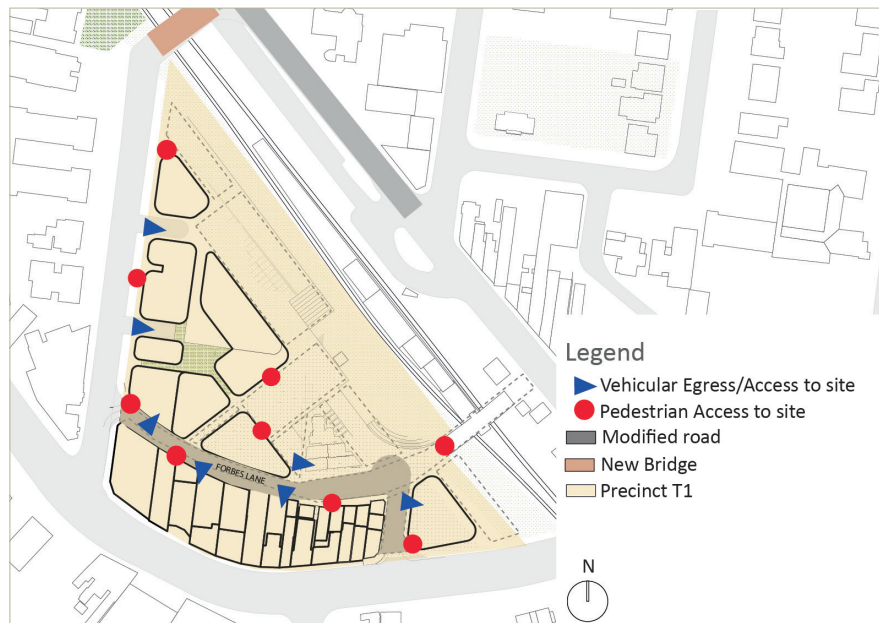 FORBES LANE
Legend
Vehicular Egress/Access to site
Pedestrian Access to site
Modified road
New Bridge
Precinct T1
N